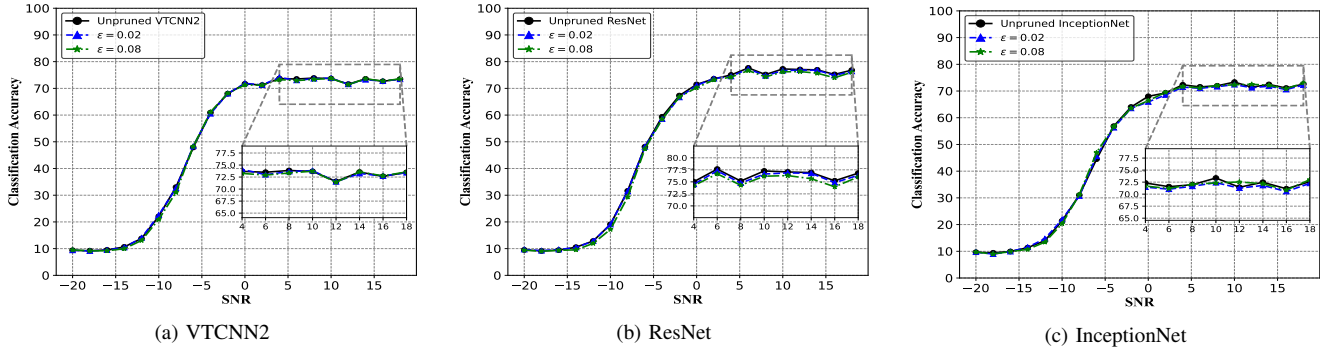 Unpruned VTCNN2
ε = 0.02
ε = 0.08
Classification Accuracy
100
90
80
70
60
50
40
30
20
10
0
77.5
75.0
72.5
70.0
67.5
65.0
4 6 8 10 12 14 16 18
−20 −15 −10 −5 0 5 10 15
SNR
(a) VTCNN2
Unpruned ResNet
ε = 0.02
ε = 0.08
Classification Accuracy
100
90
80
70
60
50
40
30
20
10
0
80.0
77.5
75.0
72.5
70.0
4 6 8 10 12 14 16 18
−20 −15 −10 −5 0 5 10 15
SNR
(b) ResNet
Unpruned InceptionNet
ε = 0.02
ε = 0.08
Classification Accuracy
100
90
80
70
60
50
40
30
20
10
0
77.5
75.0
72.5
70.0
67.5
65.0
4 6 8 10 12 14 16 18
−20 −15 −10 −5 0 5 10 15
SNR
(c) InceptionNet